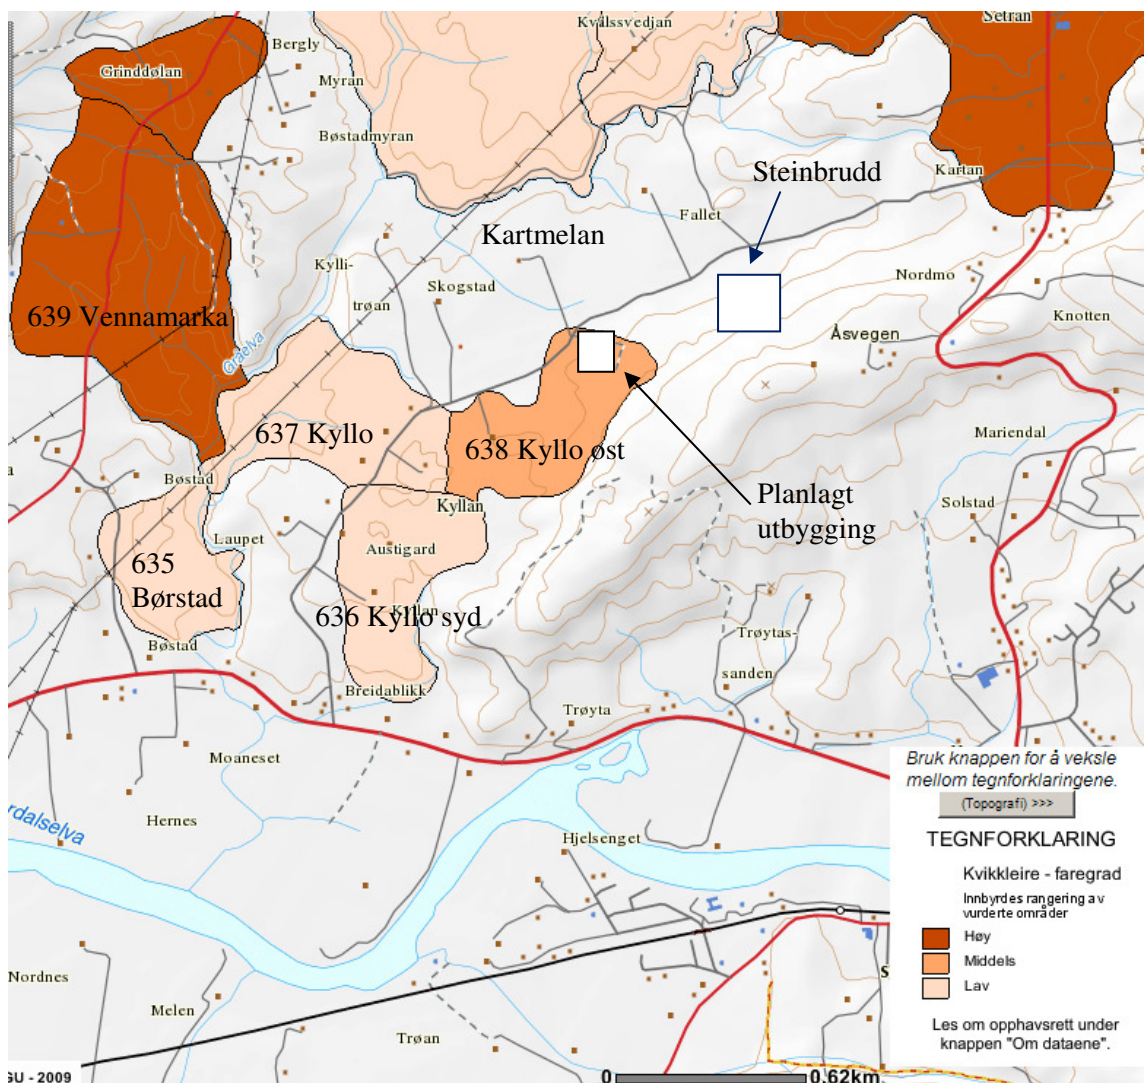 Kvålssvedjan
Setran
Bergly
Grinddølan
Myran
Bøstadmyran
Steinbrudd
Kartan
Fallet
Kartmelan
Kylli-
trøan
Skogstad
Nordmo
Knotten
639 Vennamarka
Åsvegen
Gråelva
637 Kyllo
638 Kyllo øst
Mariendal
Bøstad
Planlagt
utbygging
Kyllan
Solstad
Laupet
Austigard
635
Børstad
636 Kyllo syd
Kyllan
Bøstad
Trøytas-
sanden
Breidablikk
Trøyta
Moaneset
Hernes
rdalselva
Hjelsenget
Nordnes
Melen
Trøan
Bruk knappen for å veksle
mellom tegnforklaringene.
(Topografi) >>>
TEGNFORKLARING
Kvikkleire - faregrad
Innbyrdes rangering av
vurderte områder
Høy
Middels
Lav
Les om opphavsrett under
knappen "Om dataene".
GU - 2009
0 0.62km